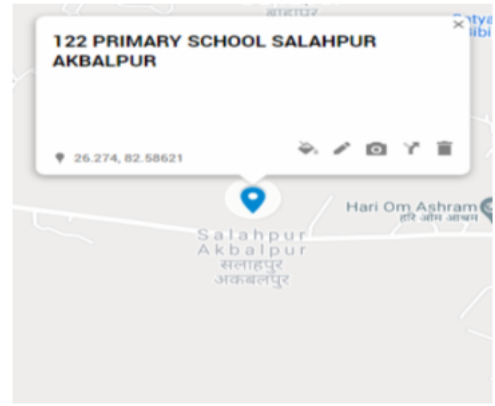 बाहापुर
122 PRIMARY SCHOOL SALAHPUR
AKBALPUR
26.274, 82.58621
Hari Om Ashram
हरि ओम आश्रम
Salahpur
Akbalpur
सलाहपुर
अकबलपुर